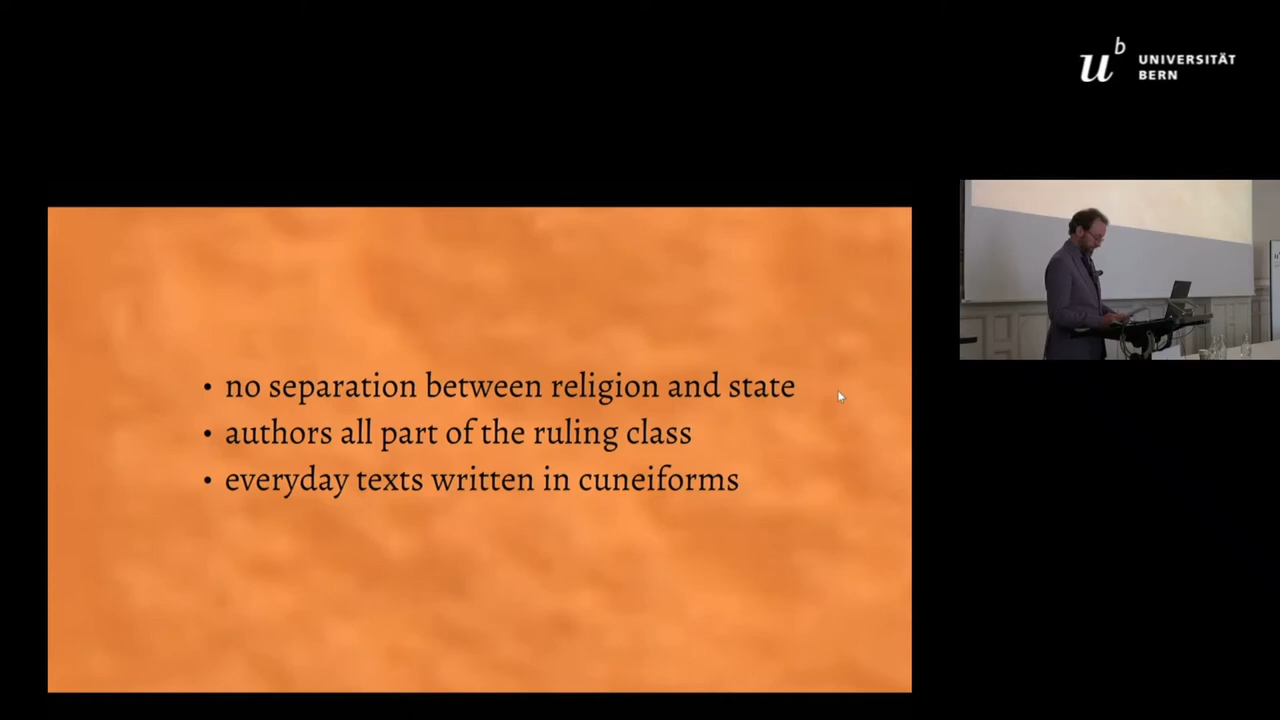 u b UNIVERSITÄT
BERN
• no separation between religion and state
• authors all part of the ruling class
• everyday texts written in cuneiforms